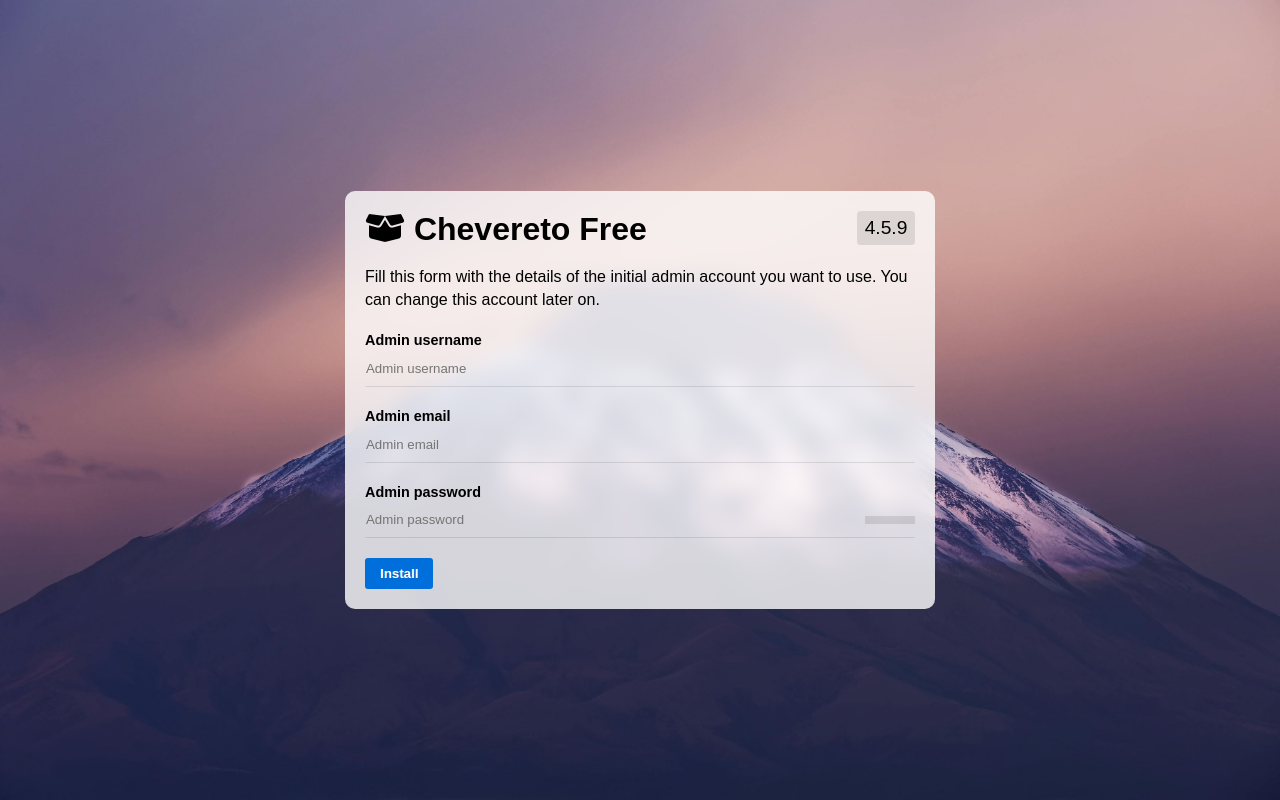 Chevereto Free
4.5.9
Fill this form with the details of the initial admin account you want to use. You
can change this account later on.
Admin username
Admin username
Admin email
Admin email
Admin password
Admin password
Install